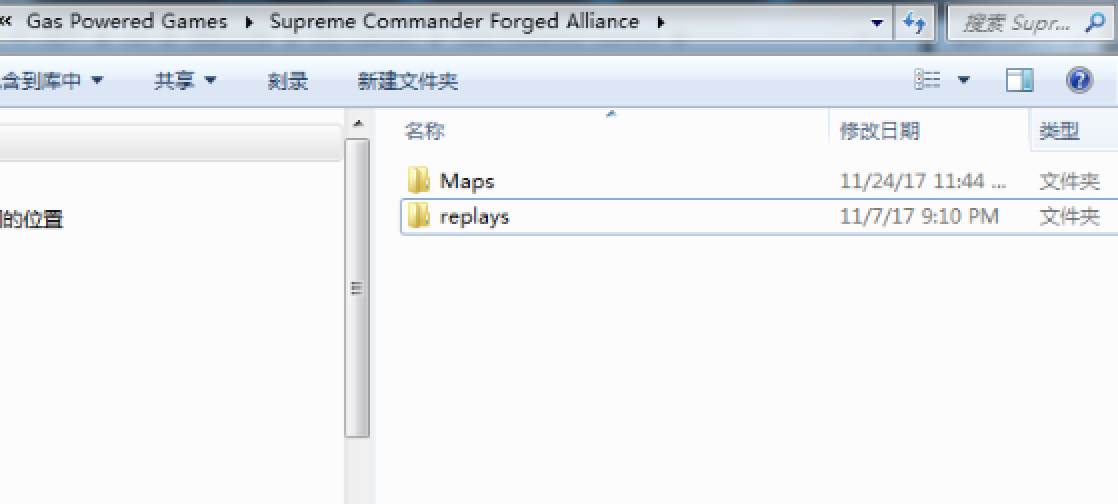 « Gas Powered Games ▸ Supreme Commander Forged Alliance ▸ 搜索 Supr...
含到库中 共享 刻录 新建文件夹
名称 修改日期 类型
Maps 11/24/17 11:44 ... 文件夹
replays 11/7/17 9:10 PM 文件夹
的位置